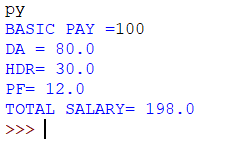 py
BASIC PAY =100
DA = 80.0
HDR= 30.0
PF= 12.0
TOTAL SALARY= 198.0
>>>